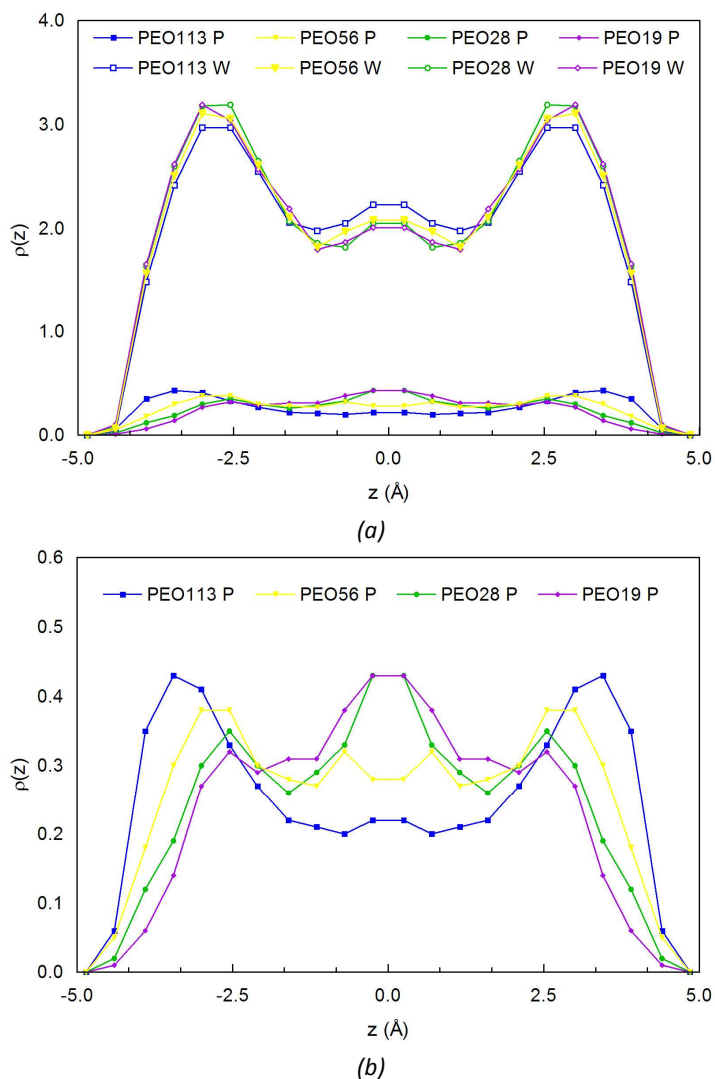 4.0
PEO113 P PEO56 P PEO28 P PEO19 P
PEO113 W PEO56 W PEO28 W PEO19 W
3.0
ρ(z)
2.0
1.0
0.0
-5.0 -2.5 0.0 2.5 5.0
z (Å)
(a)
0.6
PEO113 P PEO56 P PEO28 P PEO19 P
0.5
0.4
ρ(z)
0.3
0.2
0.1
0.0
-5.0 -2.5 0.0 2.5 5.0
z (Å)
(b)